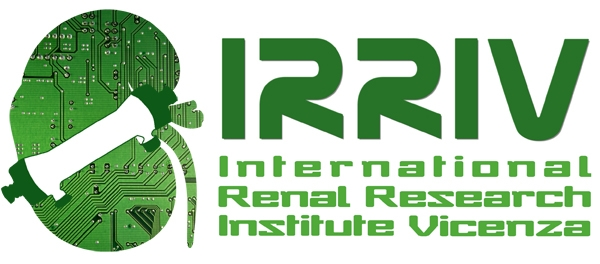 IRRIV
International
Renal Research
Institute Vicenza